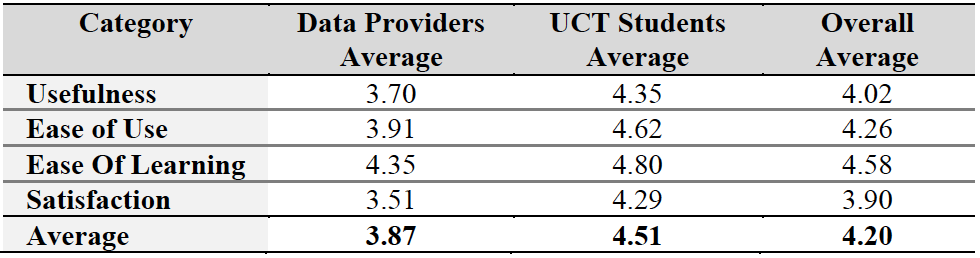 Category Data Providers Average UCT Students Average Overall Average
Usefulness 3.70 4.35 4.02
Ease of Use 3.91 4.62 4.26
Ease Of Learning 4.35 4.80 4.58
Satisfaction 3.51 4.29 3.90
Average 3.87 4.51 4.20